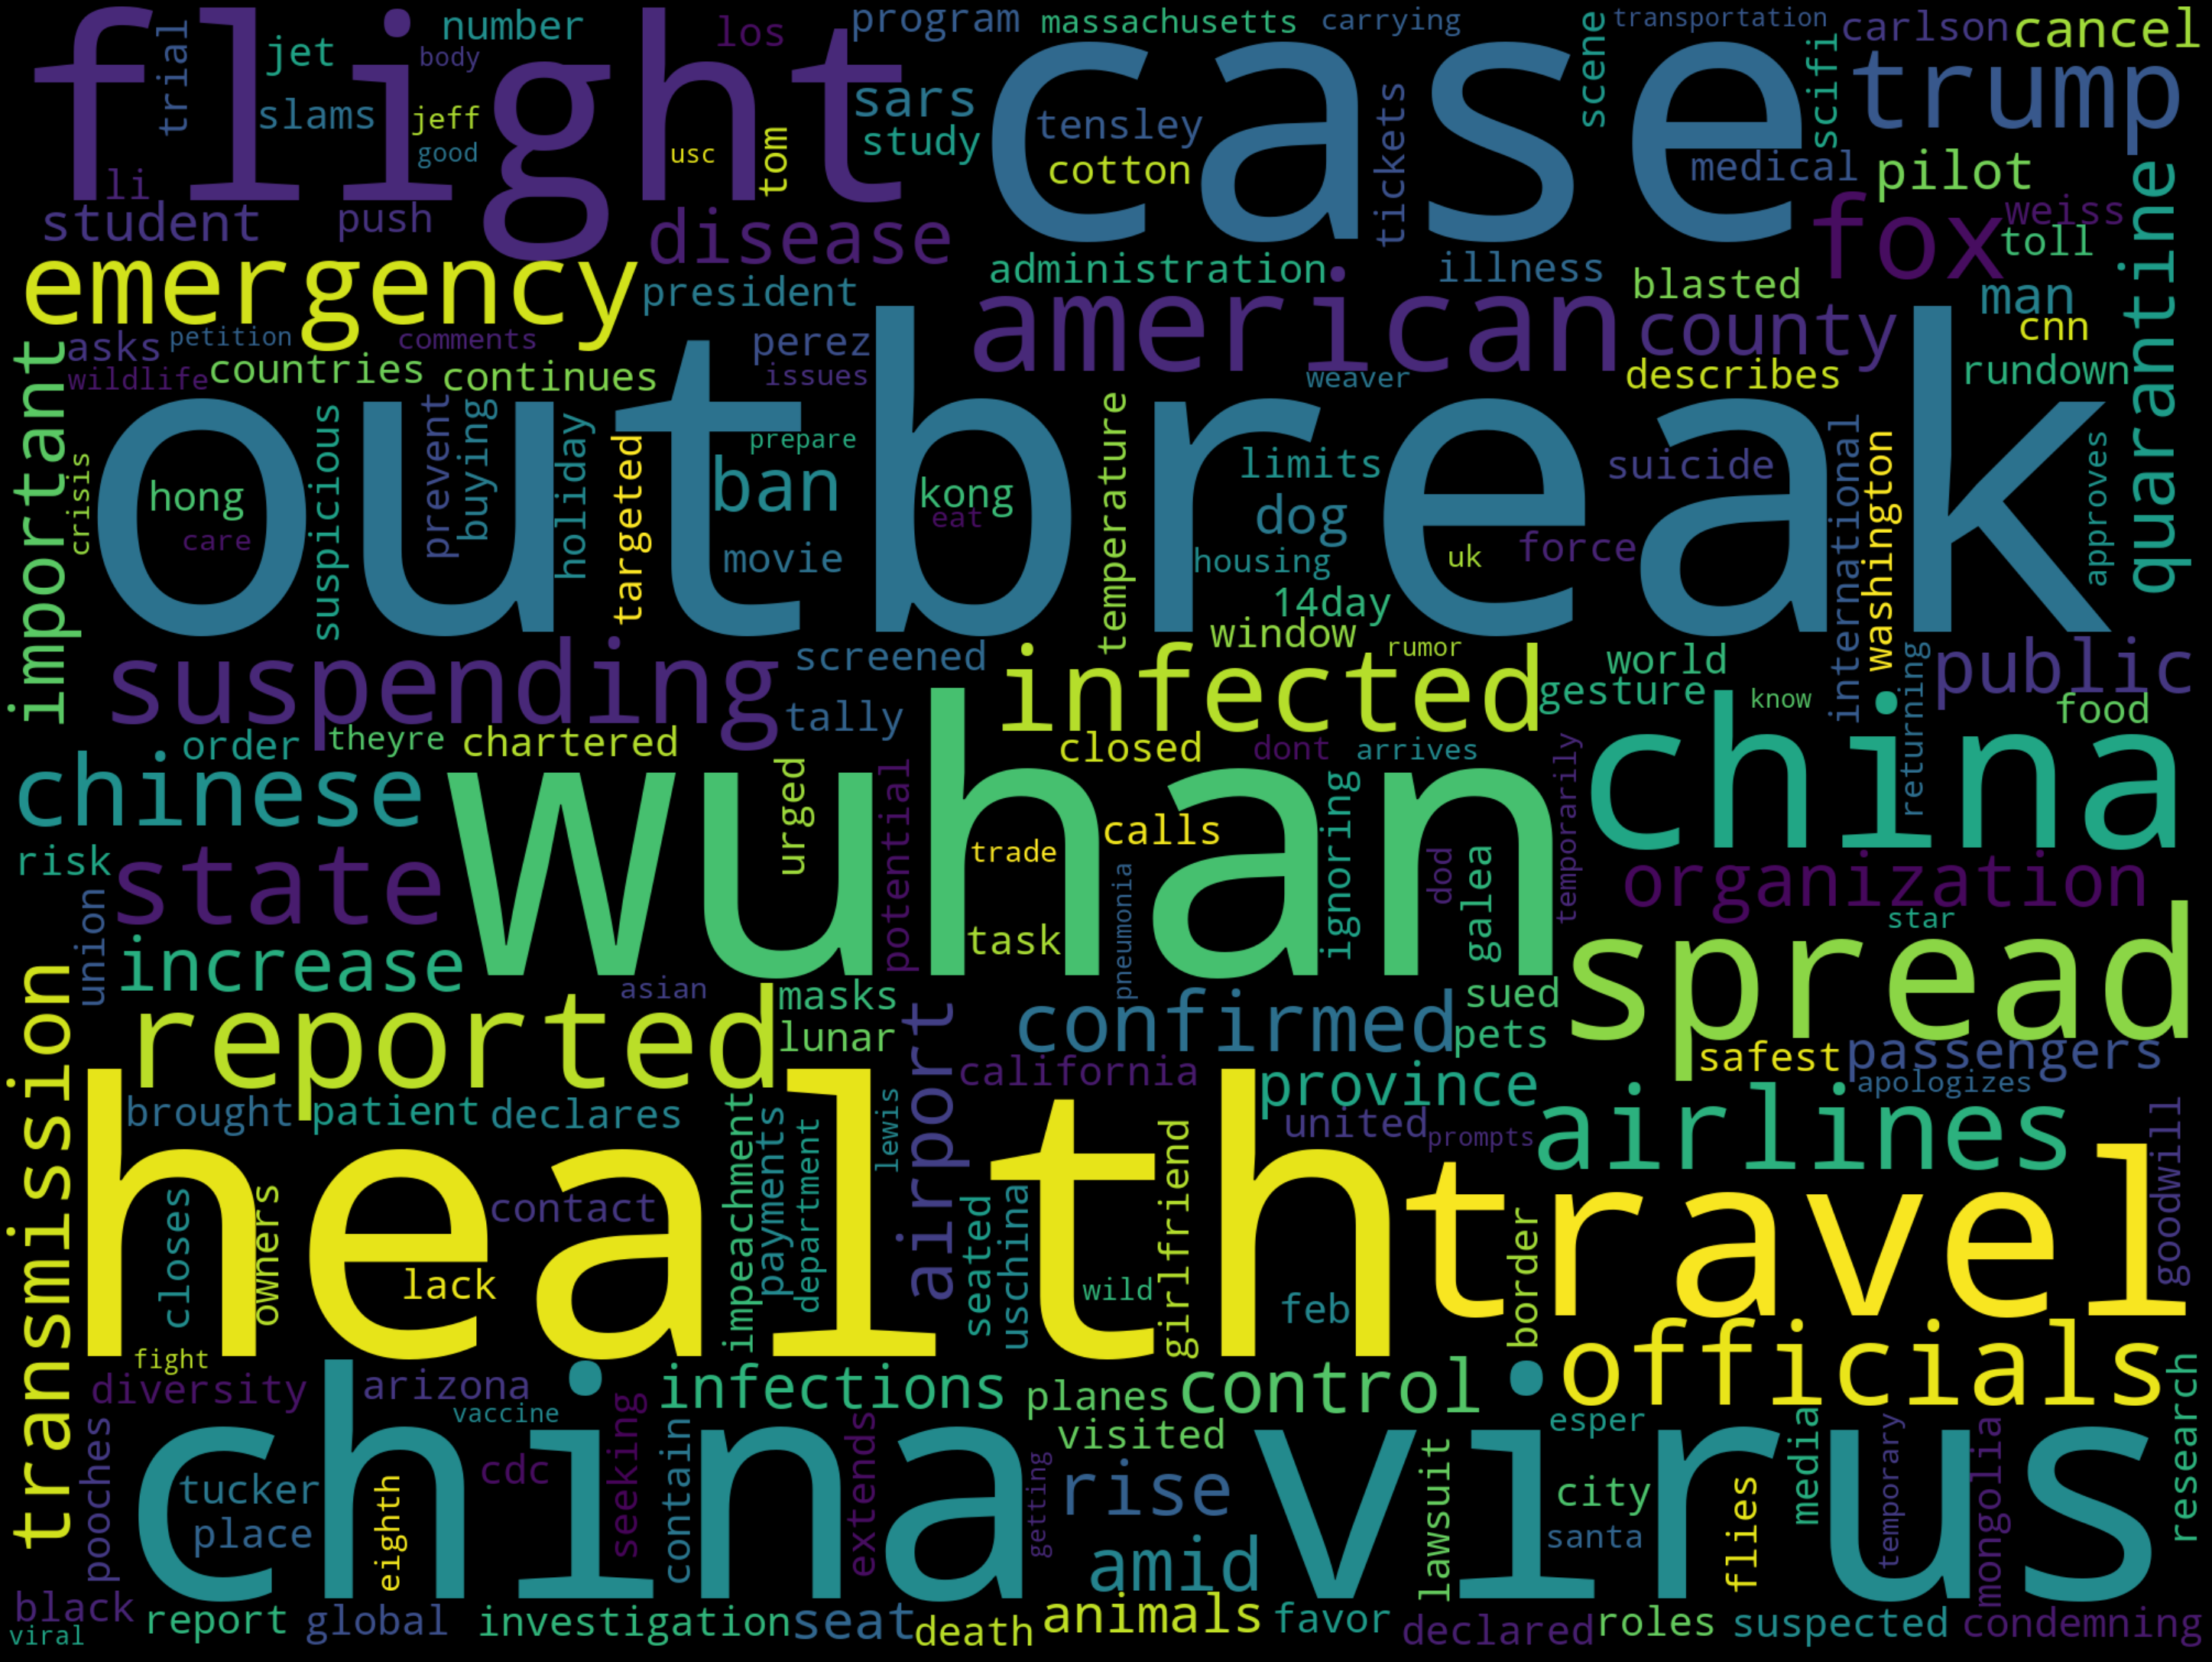 flight
case
trial
jet
number
body
los
program
massachusetts
carrying
scene
transportation
scifi
carlson
cancel
slams
jeff
good
usc
tom
sars
study
tensley
cotton
tickets
medical
trump
pilot
li
student
push
disease
fox
weiss
toll
quarantine
emergency
president
administration
illness
blasted
american
county
man
cnn
important
asks
petition
comments
perez
wildlife
countries
continues
issues
weaver
describes
rundown
outbreak
crisis
hong
care
suspicious
prevent
buying
holiday
targeted
ban
prepare
movie
kong
eat
temperature
limits
dog
housing
14day
uk
force
suicide
international
washington
approves
suspending
screened
window
rumor
infected
world
gesture
public
tally
know
returning
food
order
theyre
chartered
closed
dont
arrives
temporarily
china
chinese
wuhan
urged
potential
calls
trade
task
pneumonia
ignoring
dod
galea
risk
state
organization
star
union
increase
spread
asian
masks
lunar
reported
airport
confirmed
sued
pets
safest
passengers
california
province
apologizes
transmission
brought
patient
declares
lewis
united
prompts
airlines
health
travel
impeachment
payments
department
girlfriend
goodwill
closes
owners
contact
lack
seated
uschina
wild
feb
border
officials
fight
diversity
arizona
infections
planes
control
research
vaccine
china
virus
pooches
tucker
place
eighth
cdc
seeking
contain
extends
getting
visited
rise
lawsuit
esper
city
santa
flies
media
temporary
mongolia
amid
black
report
global
investigation
seat
death
animals
favor
declared
roles
suspected
condemning
viral